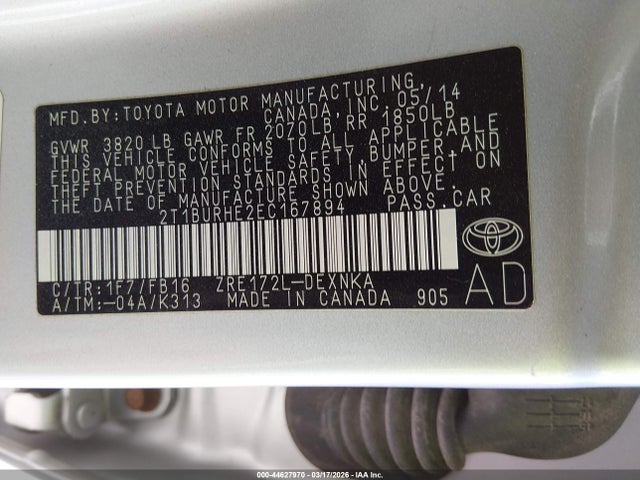 MFD. BY: TOYOTA MOTOR MANUFACTURING,
CANADA, INC. 05/14
GVWR 3820 LB GAWR FR 2070LB RR 1850LB
THIS VEHICLE CONFORMS TO ALL APPLICABLE
FEDERAL MOTOR VEHICLE SAFETY, BUMPER AND
THEFT PREVENTION STANDARDS IN EFFECT ON
THE DATE OF MANUFACTURE SHOWN ABOVE.
2T1BURHE2EC167894 PASS.CAR
C/TR:1F7/FB16 ZRE172L-DEXNKA
A/TM:-04A/K313 MADE IN CANADA 905
AD
000-44627970 - 03/17/2026 - IAA Inc.